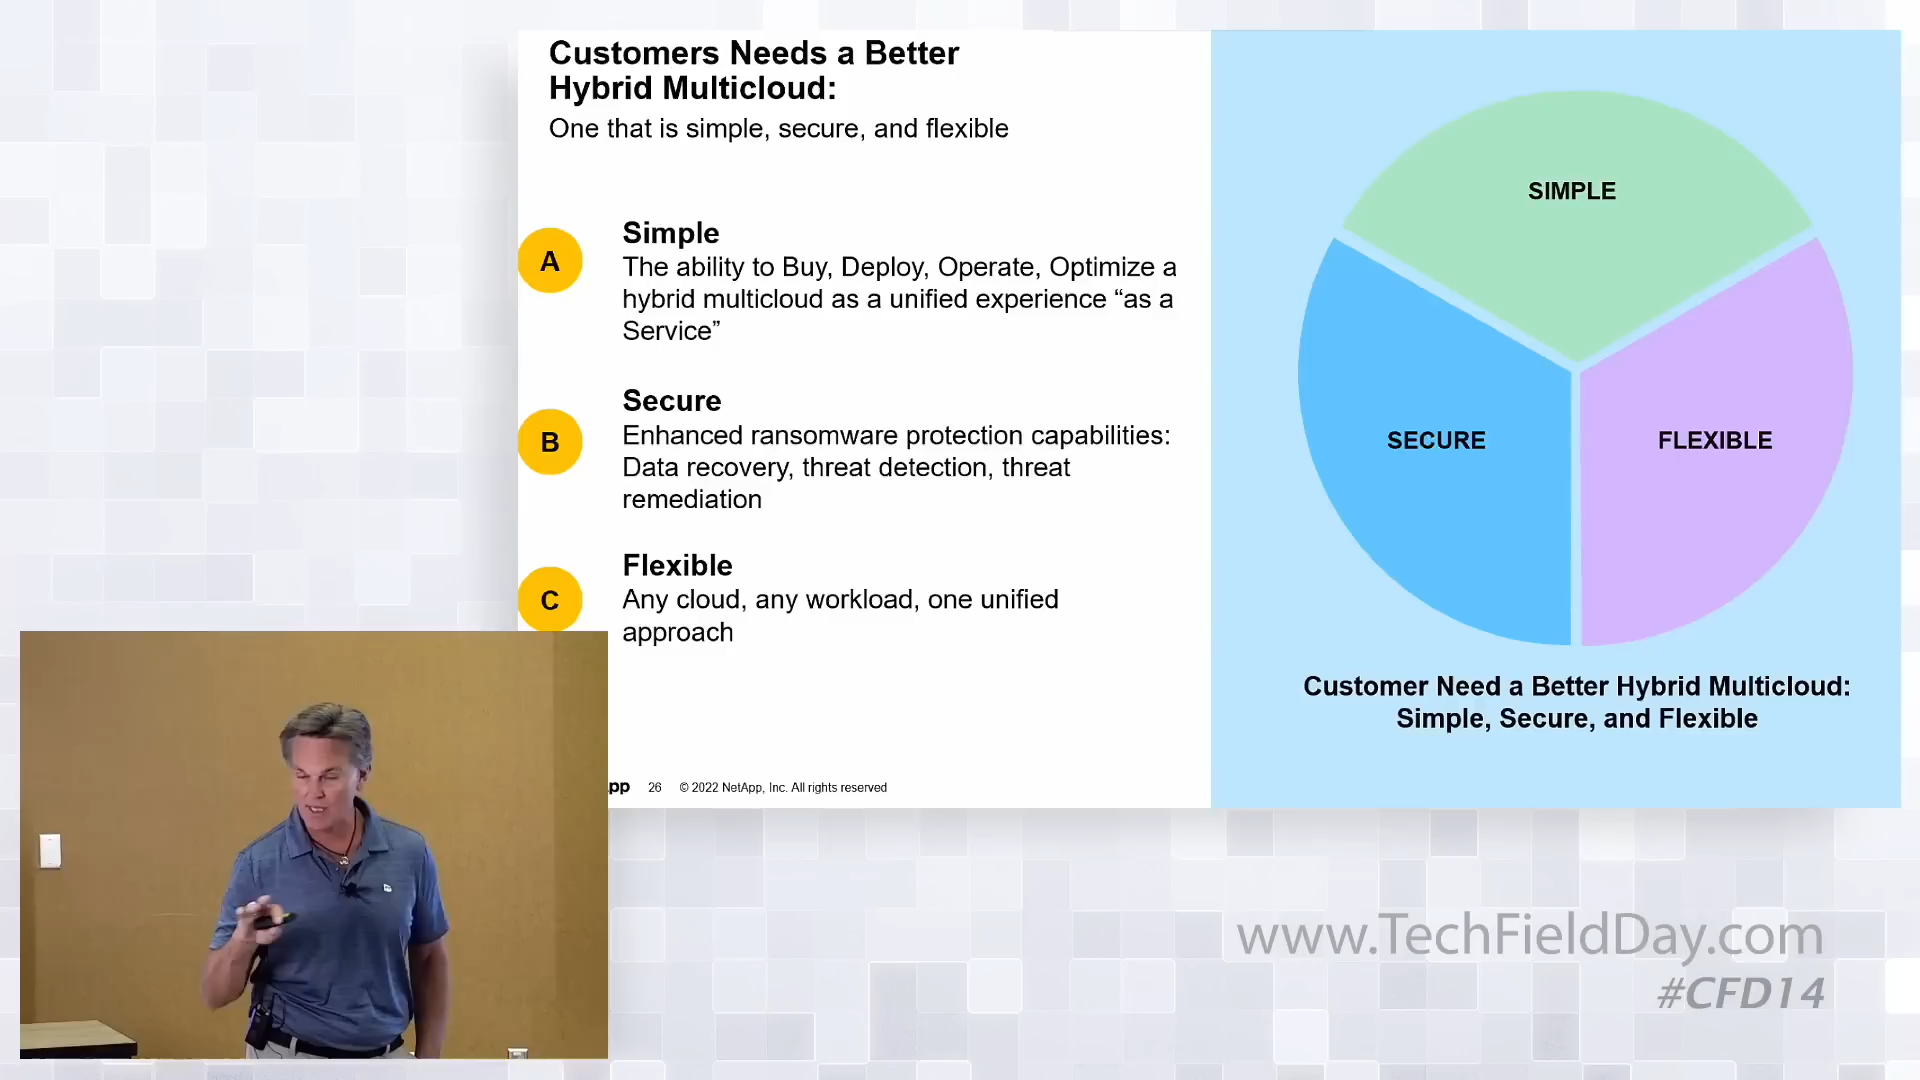 Customers Needs a Better
Hybrid Multicloud:
One that is simple, secure, and flexible
A
Simple
The ability to Buy, Deploy, Operate, Optimize a
hybrid multicloud as a unified experience “as a
Service”
B
Secure
Enhanced ransomware protection capabilities:
Data recovery, threat detection, threat
remediation
C
Flexible
Any cloud, any workload, one unified
approach
pp 26 © 2022 NetApp, Inc. All rights reserved
SIMPLE
SECURE
FLEXIBLE
Customer Need a Better Hybrid Multicloud:
Simple, Secure, and Flexible
www.TechFieldDay.com
#CFD14